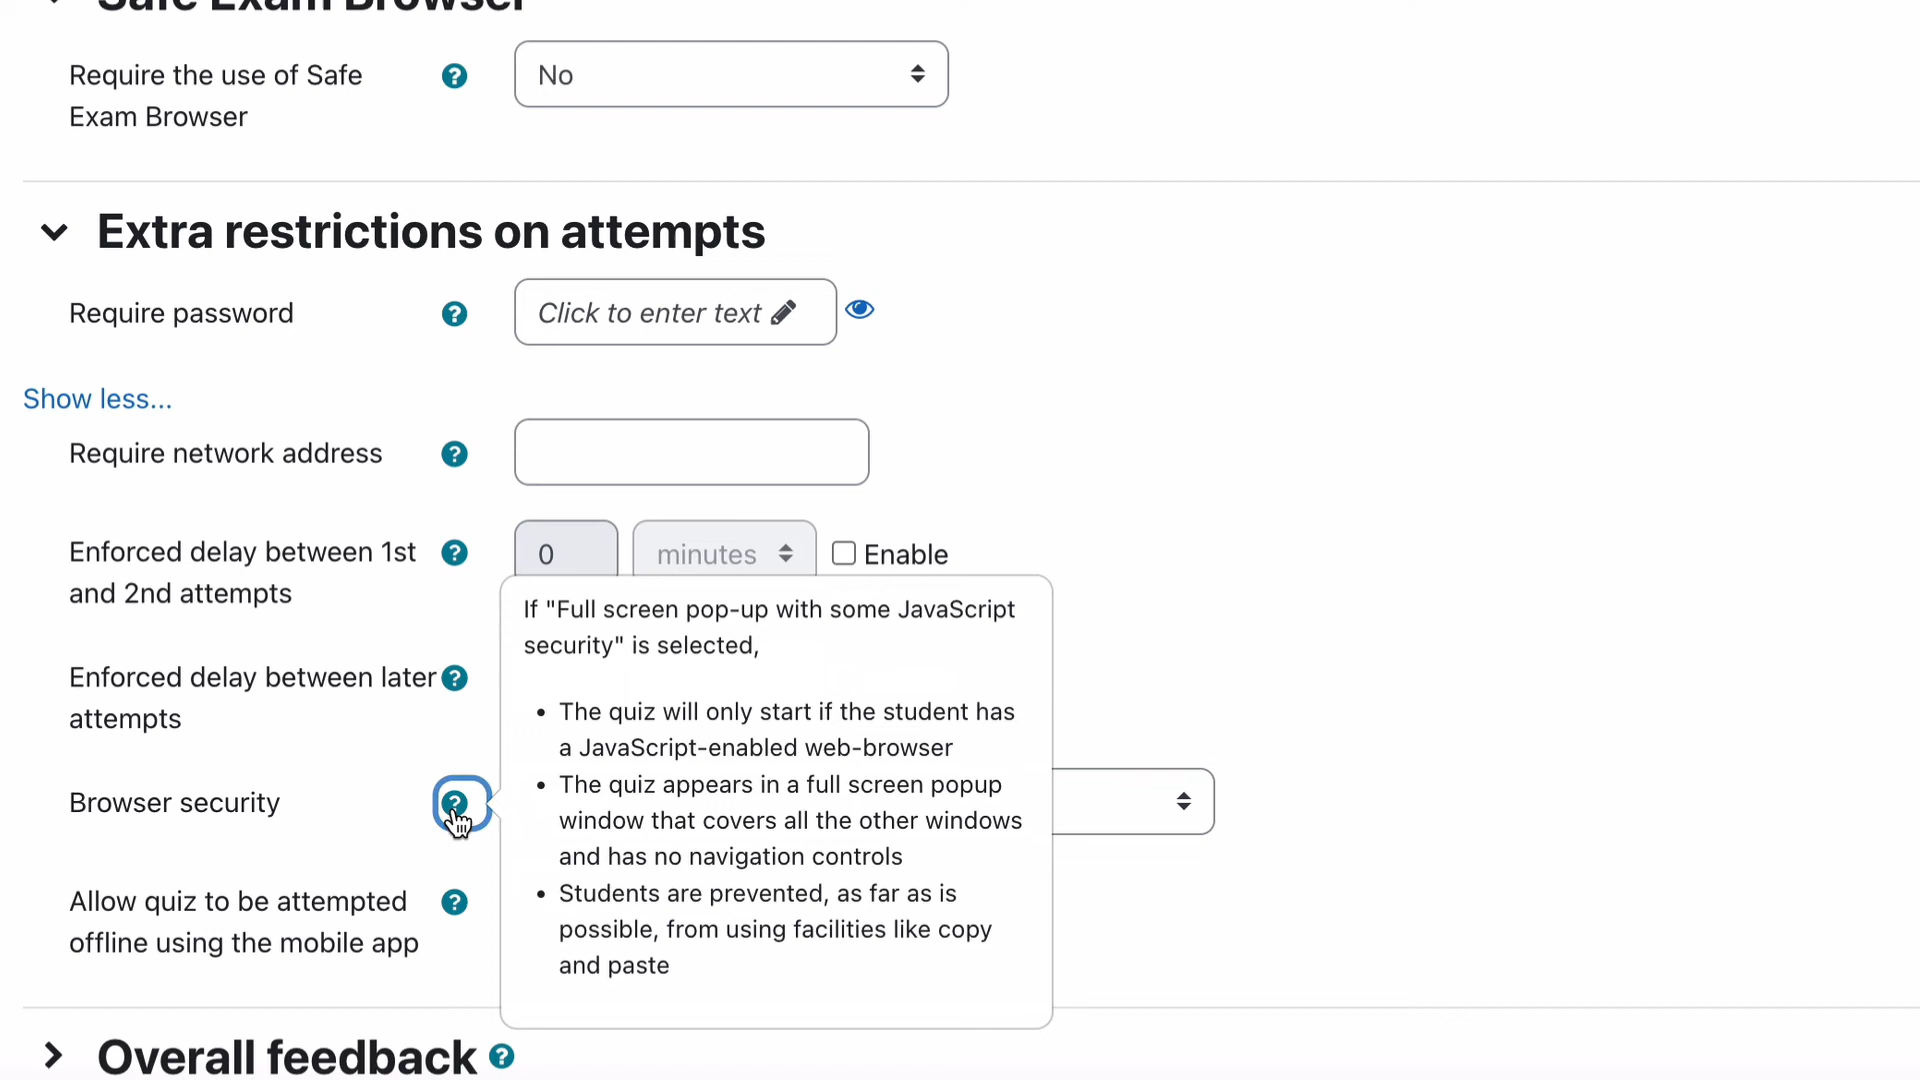 Safe Exam Browser
Require the use of Safe
Exam Browser
No
Extra restrictions on attempts
Require password
Click to enter text
Show less...
Require network address
Enforced delay between 1st
and 2nd attempts
0
minutes
Enable
If "Full screen pop-up with some JavaScript
security" is selected,
• The quiz will only start if the student has
a JavaScript-enabled web-browser
• The quiz appears in a full screen popup
window that covers all the other windows
and has no navigation controls
• Students are prevented, as far as is
possible, from using facilities like copy
and paste
Enforced delay between later
attempts
Browser security
Allow quiz to be attempted
offline using the mobile app
Overall feedback